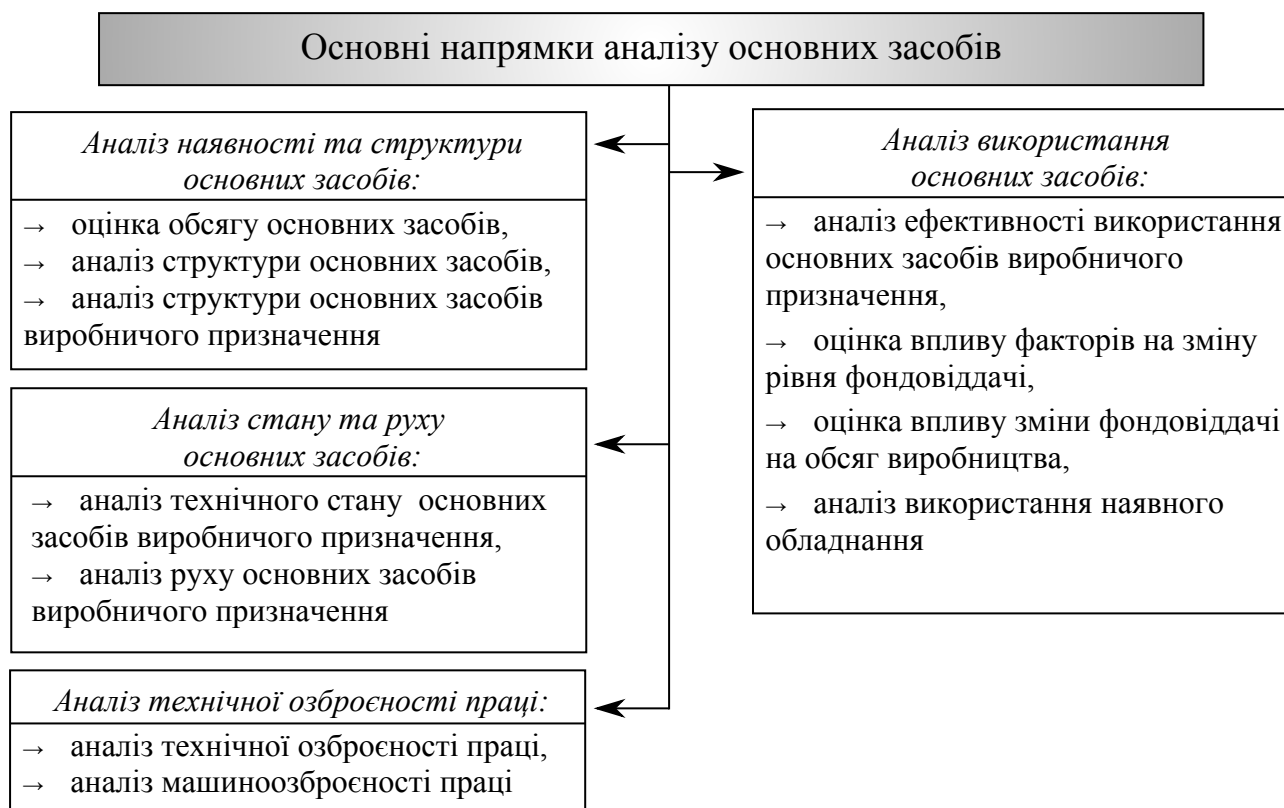 Основні напрямки аналізу основних засобів
Аналіз наявності та структури
основних засобів:
→ оцінка обсягу основних засобів,
→ аналіз структури основних засобів,
→ аналіз структури основних засобів
виробничого призначення
Аналіз стану та руху
основних засобів:
→ аналіз технічного стану основних
засобів виробничого призначення,
→ аналіз руху основних засобів
виробничого призначення
Аналіз технічної озброєності праці:
→ аналіз технічної озброєності праці,
→ аналіз машиноозброєності праці
Аналіз використання
основних засобів:
→ аналіз ефективності використання
основних засобів виробничого
призначення,
→ оцінка впливу факторів на зміну
рівня фондовіддачі,
→ оцінка впливу зміни фондовіддачі
на обсяг виробництва,
→ аналіз використання наявного
обладнання